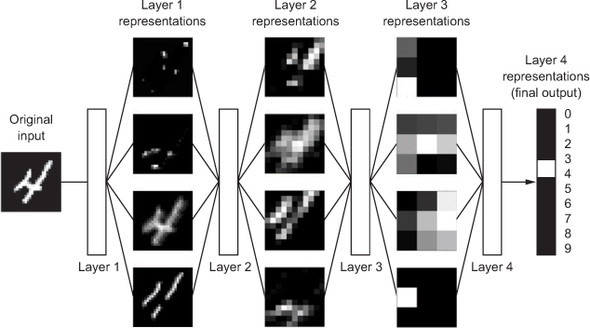 Layer 1
representations
Layer 2
representations
Layer 3
representations
Layer 4
representations
(final output)
Original
input
0
1
2
3
4
5
6
7
8
9
Layer 1
Layer 2
Layer 3
Layer 4